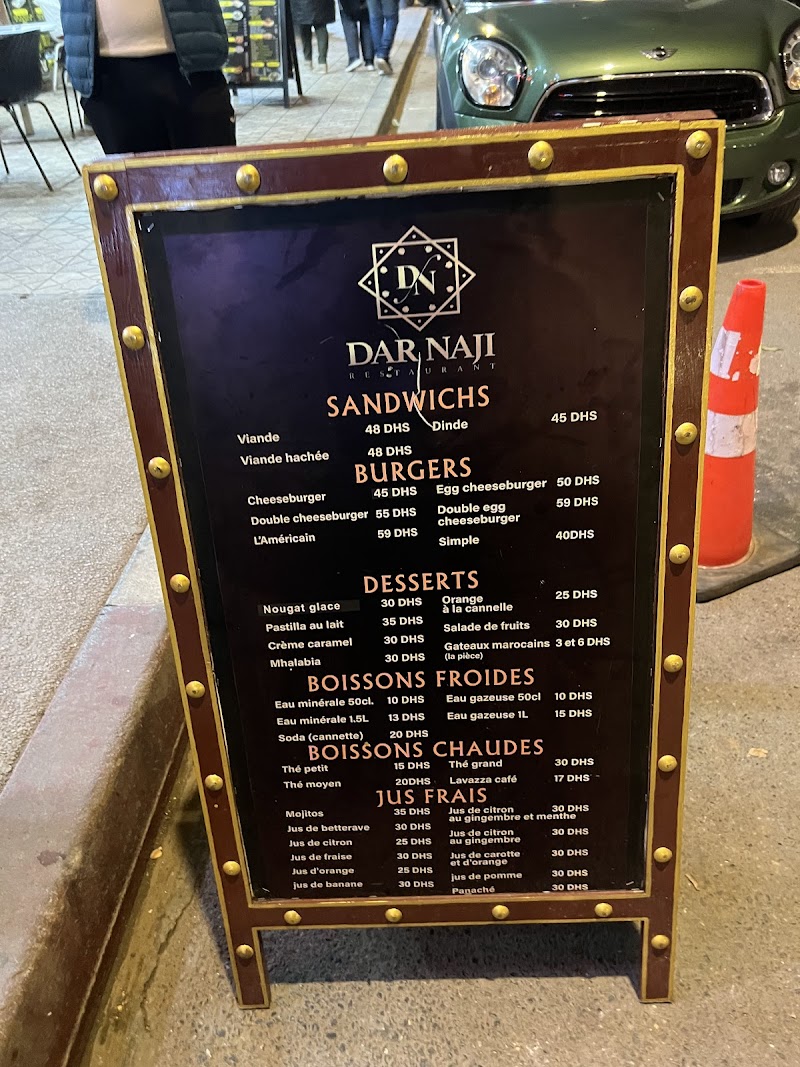 DN
DAR NAJI
RESTAURANT
SANDWICHS
Viande 48 DHS Dinde 45 DHS
Viande hachée 48 DHS
BURGERS
Cheeseburger 45 DHS Egg cheeseburger 50 DHS
Double cheeseburger 55 DHS Double egg cheeseburger 59 DHS
L'Américain 59 DHS Simple 40DHS
DESSERTS
Nougat glace 30 DHS Orange à la cannelle 25 DHS
Pastilla au lait 35 DHS Salade de fruits 30 DHS
Crème caramel 30 DHS Gateaux marocains (la pièce) 3 et 6 DHS
Mhalabia 30 DHS
BOISSONS FROIDES
Eau minérale 50cl. 10 DHS Eau gazeuse 50cl 10 DHS
Eau minérale 1.5L 13 DHS Eau gazeuse 1L 15 DHS
Soda (cannette) 20 DHS
BOISSONS CHAUDES
Thé petit 15 DHS Thé grand 30 DHS
Thé moyen 20DHS Lavazza café 17 DHS
JUS FRAIS
Mojitos 35 DHS Jus de citron au gingembre et menthe 30 DHS
Jus de betterave 30 DHS Jus de citron au gingembre 30 DHS
Jus de citron 25 DHS
Jus de fraise 30 DHS Jus de carotte et d'orange 30 DHS
Jus d'orange 25 DHS jus de pomme 30 DHS
jus de banane 30 DHS Panaché 30 DHS